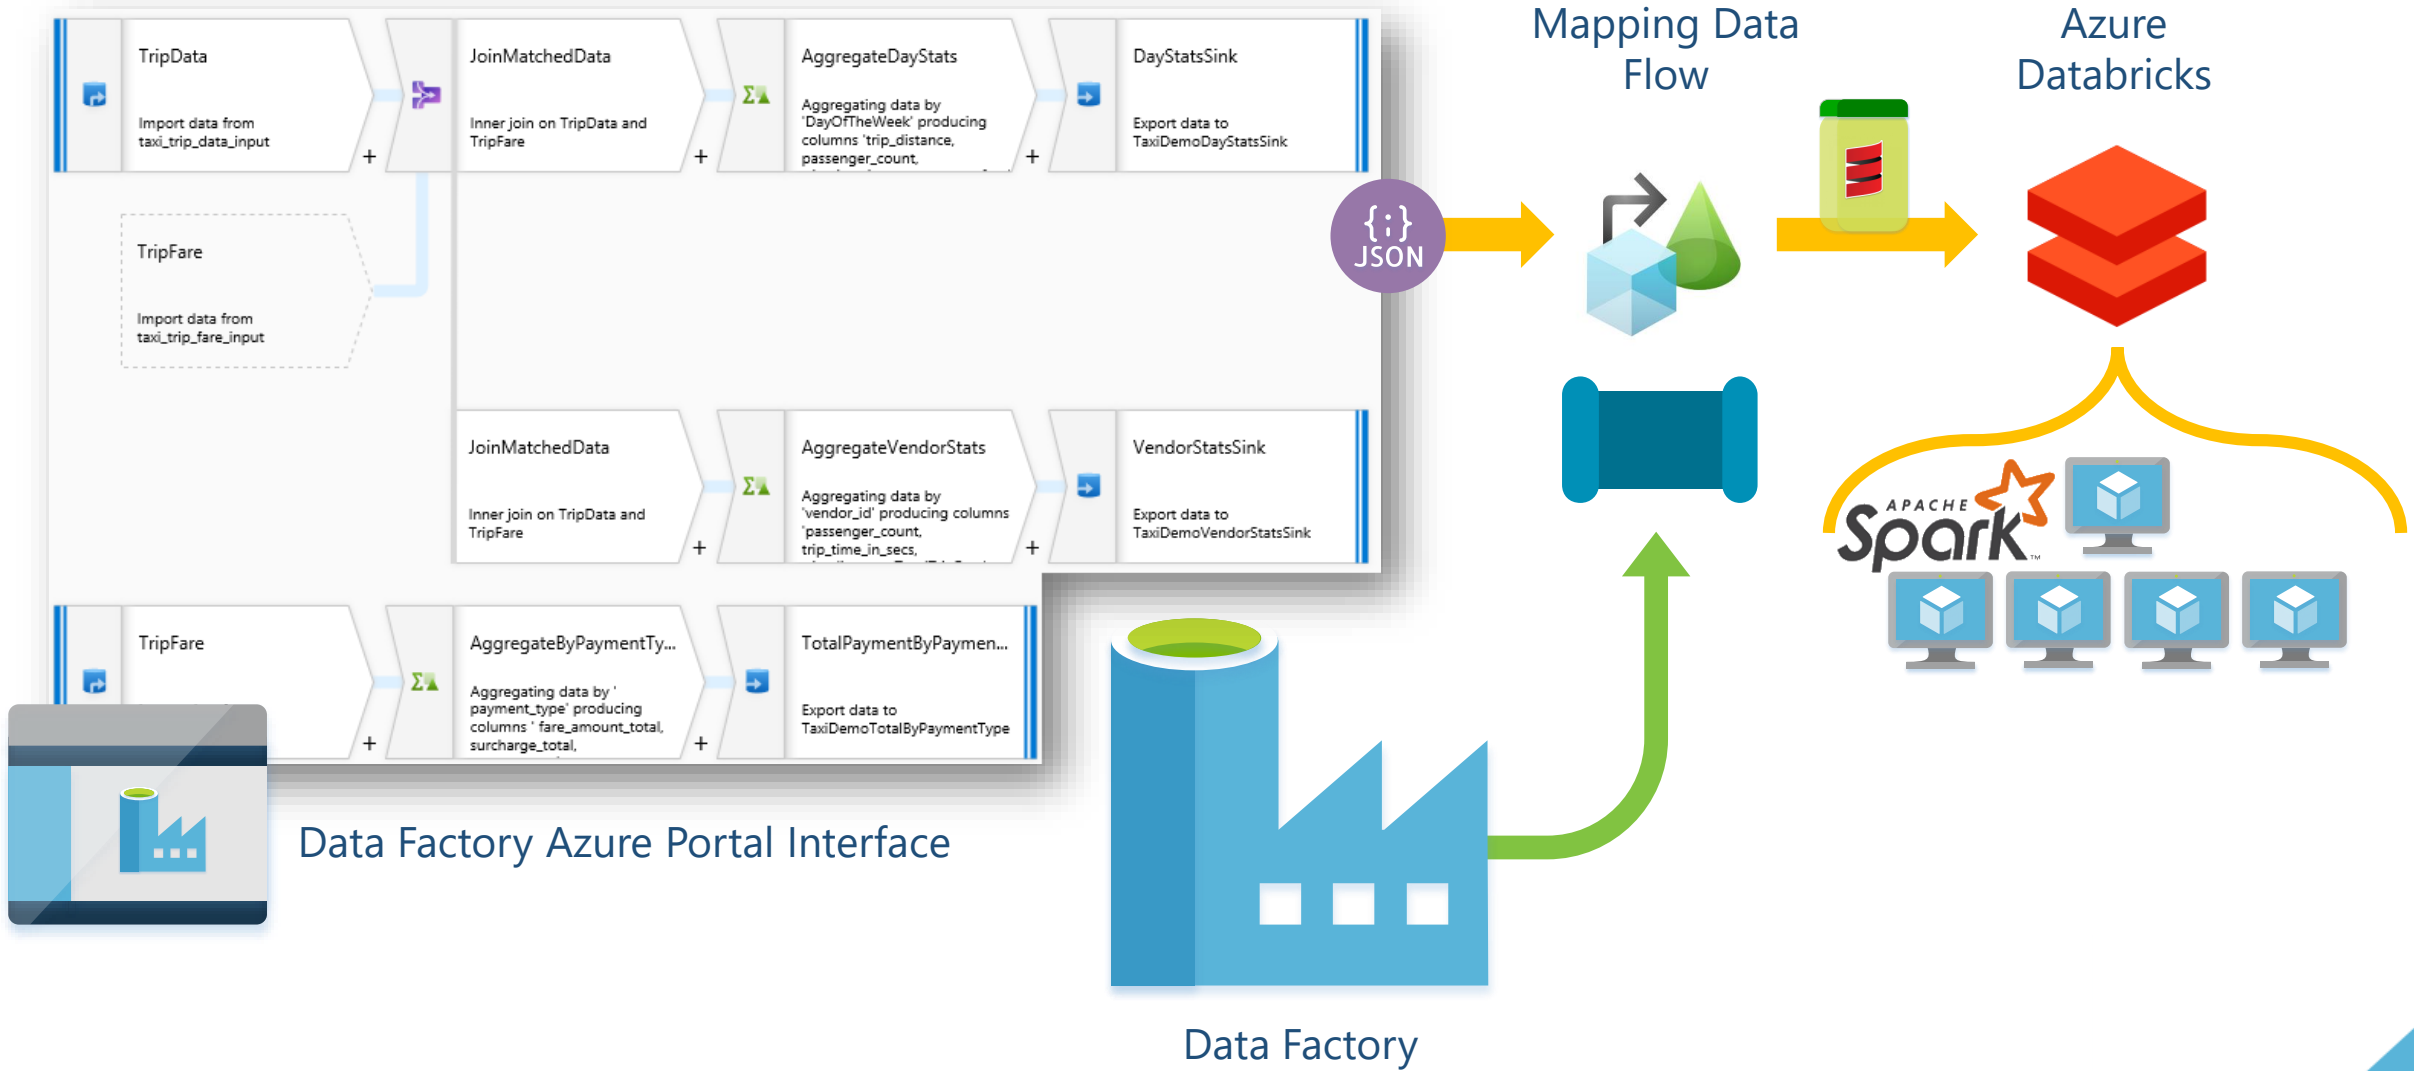 TripData
Import data from
taxi_trip_data_input
+
JoinMatchedData
Inner join on TripData and
TripFare
+
AggregateDayStats
Aggregating data by
'DayOfTheWeek' producing
columns 'trip_distance,
passenger_count,
+
DayStatsSink
Export data to
TaxiDemoDayStatsSink
TripFare
Import data from
taxi_trip_fare_input
JoinMatchedData
Inner join on TripData and
TripFare
+
AggregateVendorStats
Aggregating data by
'vendor_id' producing columns
'passenger_count,
trip_time_in_secs,
+
VendorStatsSink
Export data to
TaxiDemoVendorStatsSink
TripFare
+
AggregateByPaymentTy...
Aggregating data by '
payment_type' producing
columns ' fare_amount_total,
surcharge_total,
+
TotalPaymentByPaymen...
Export data to
TaxiDemoTotalByPaymentType
Data Factory Azure Portal Interface
{;}
JSON
Mapping Data
Flow
Azure
Databricks
APACHE
Spark
TM
Data Factory